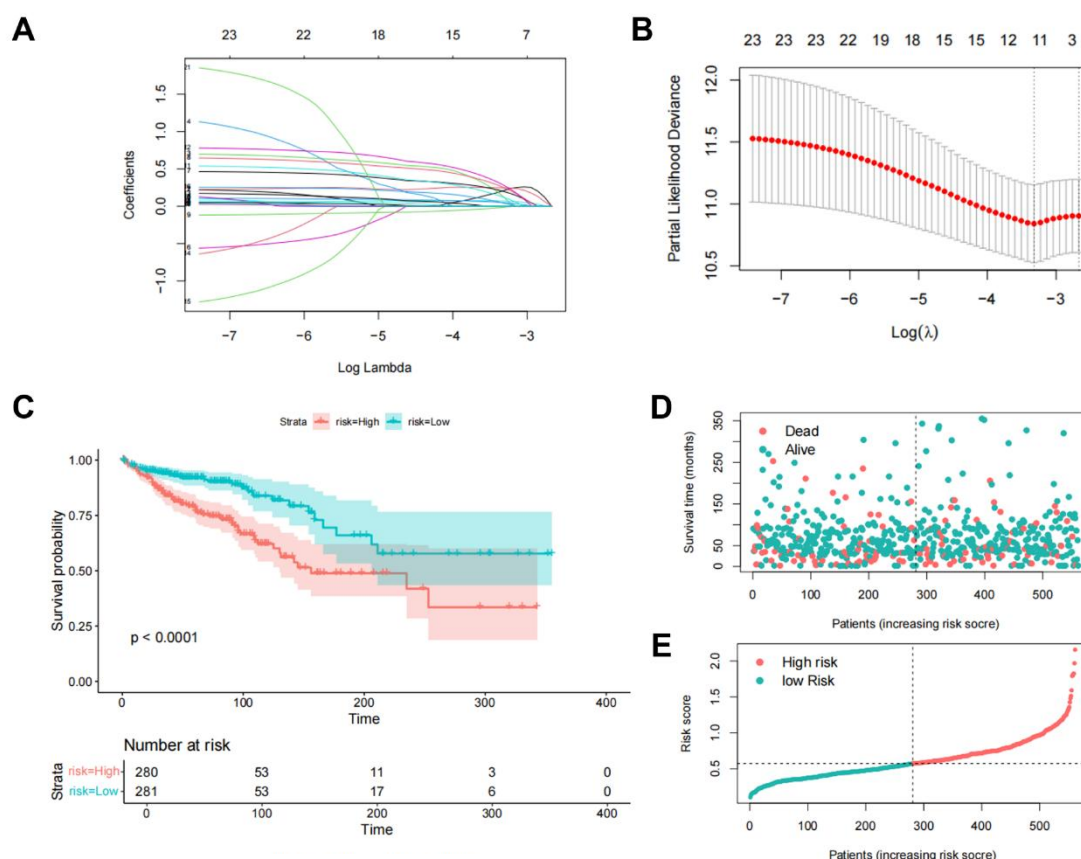 A
23 22 18 15 7
1.5
1.0
0.5
0.0
−1.0
Coefficients
21
4
12
9
−7 −6 −5 −4 −3
Log Lambda
B
23 23 23 22 19 18 15 15 12 11 3
12.0
11.5
11.0
10.5
Partial Likelihood Deviance
−7 −6 −5 −4 −3
Log(λ)
C
Strata risk=High risk=Low
1.00
0.75
0.50
0.25
0.00
Survival probability
p < 0.0001
0 100 200 300 400
Time
Number at risk
Strata
risk=High 280 53 11 3 0
risk=Low 281 53 17 6 0
0 100 200 300 400
Time
D
Dead
Alive
350
250
150
50
0
Survival time (months)
0 100 200 300 400 500
Patients (increasing risk socre)
E
High risk
low Risk
2.0
1.5
1.0
0.5
Risk score
0 100 200 300 400 500
Patients (increasing risk socre)